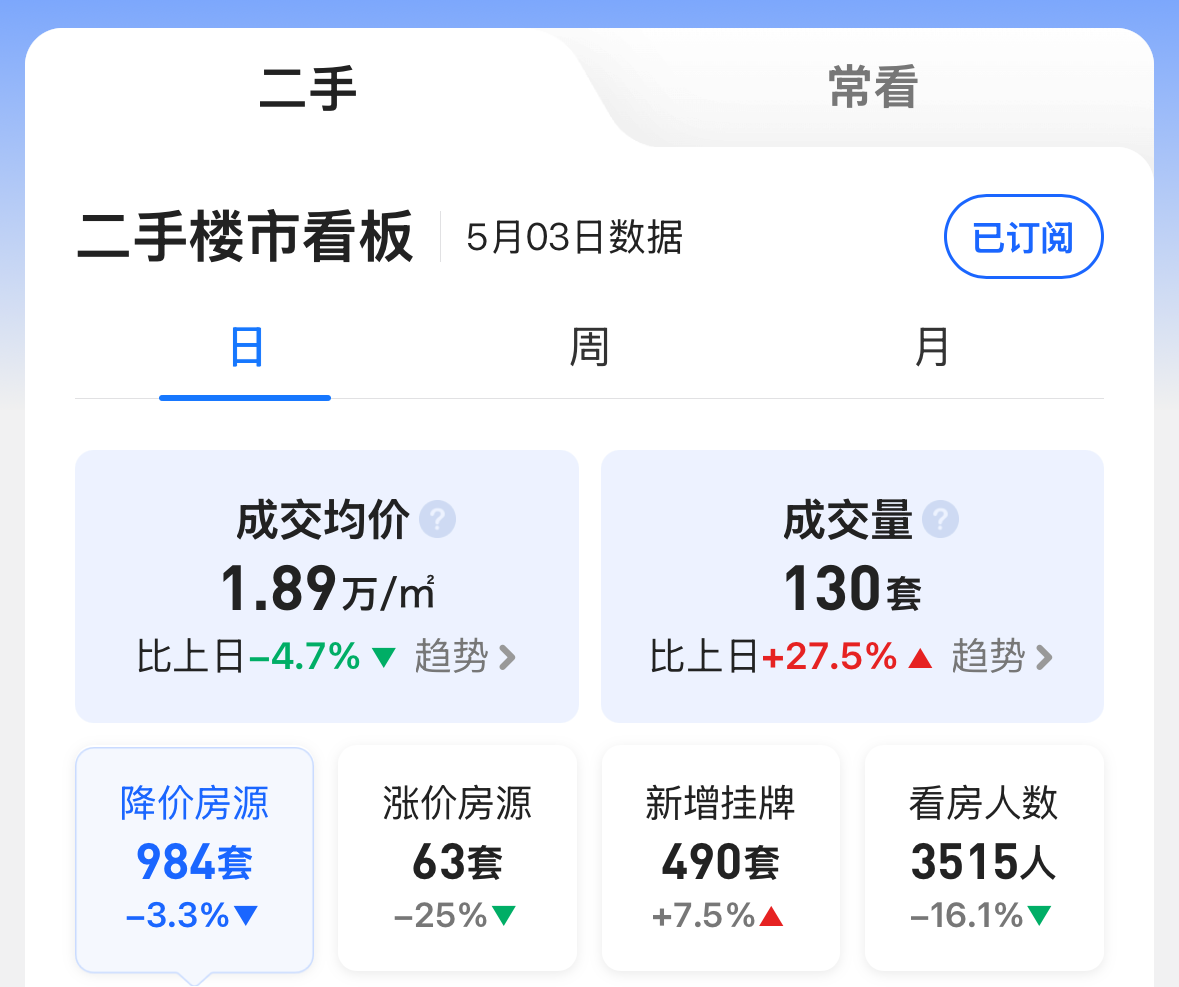 二手 常看
二手楼市看板 5月03日数据 已订阅
日 周 月
成交均价 ? 成交量 ?
1.89万/㎡ 130套
比上日–4.7% ▼ 趋势 > 比上日+27.5% ▲ 趋势 >
降价房源 涨价房源 新增挂牌 看房人数
984套 63套 490套 3515人
–3.3%▼ –25%▼ +7.5%▲ –16.1%▼